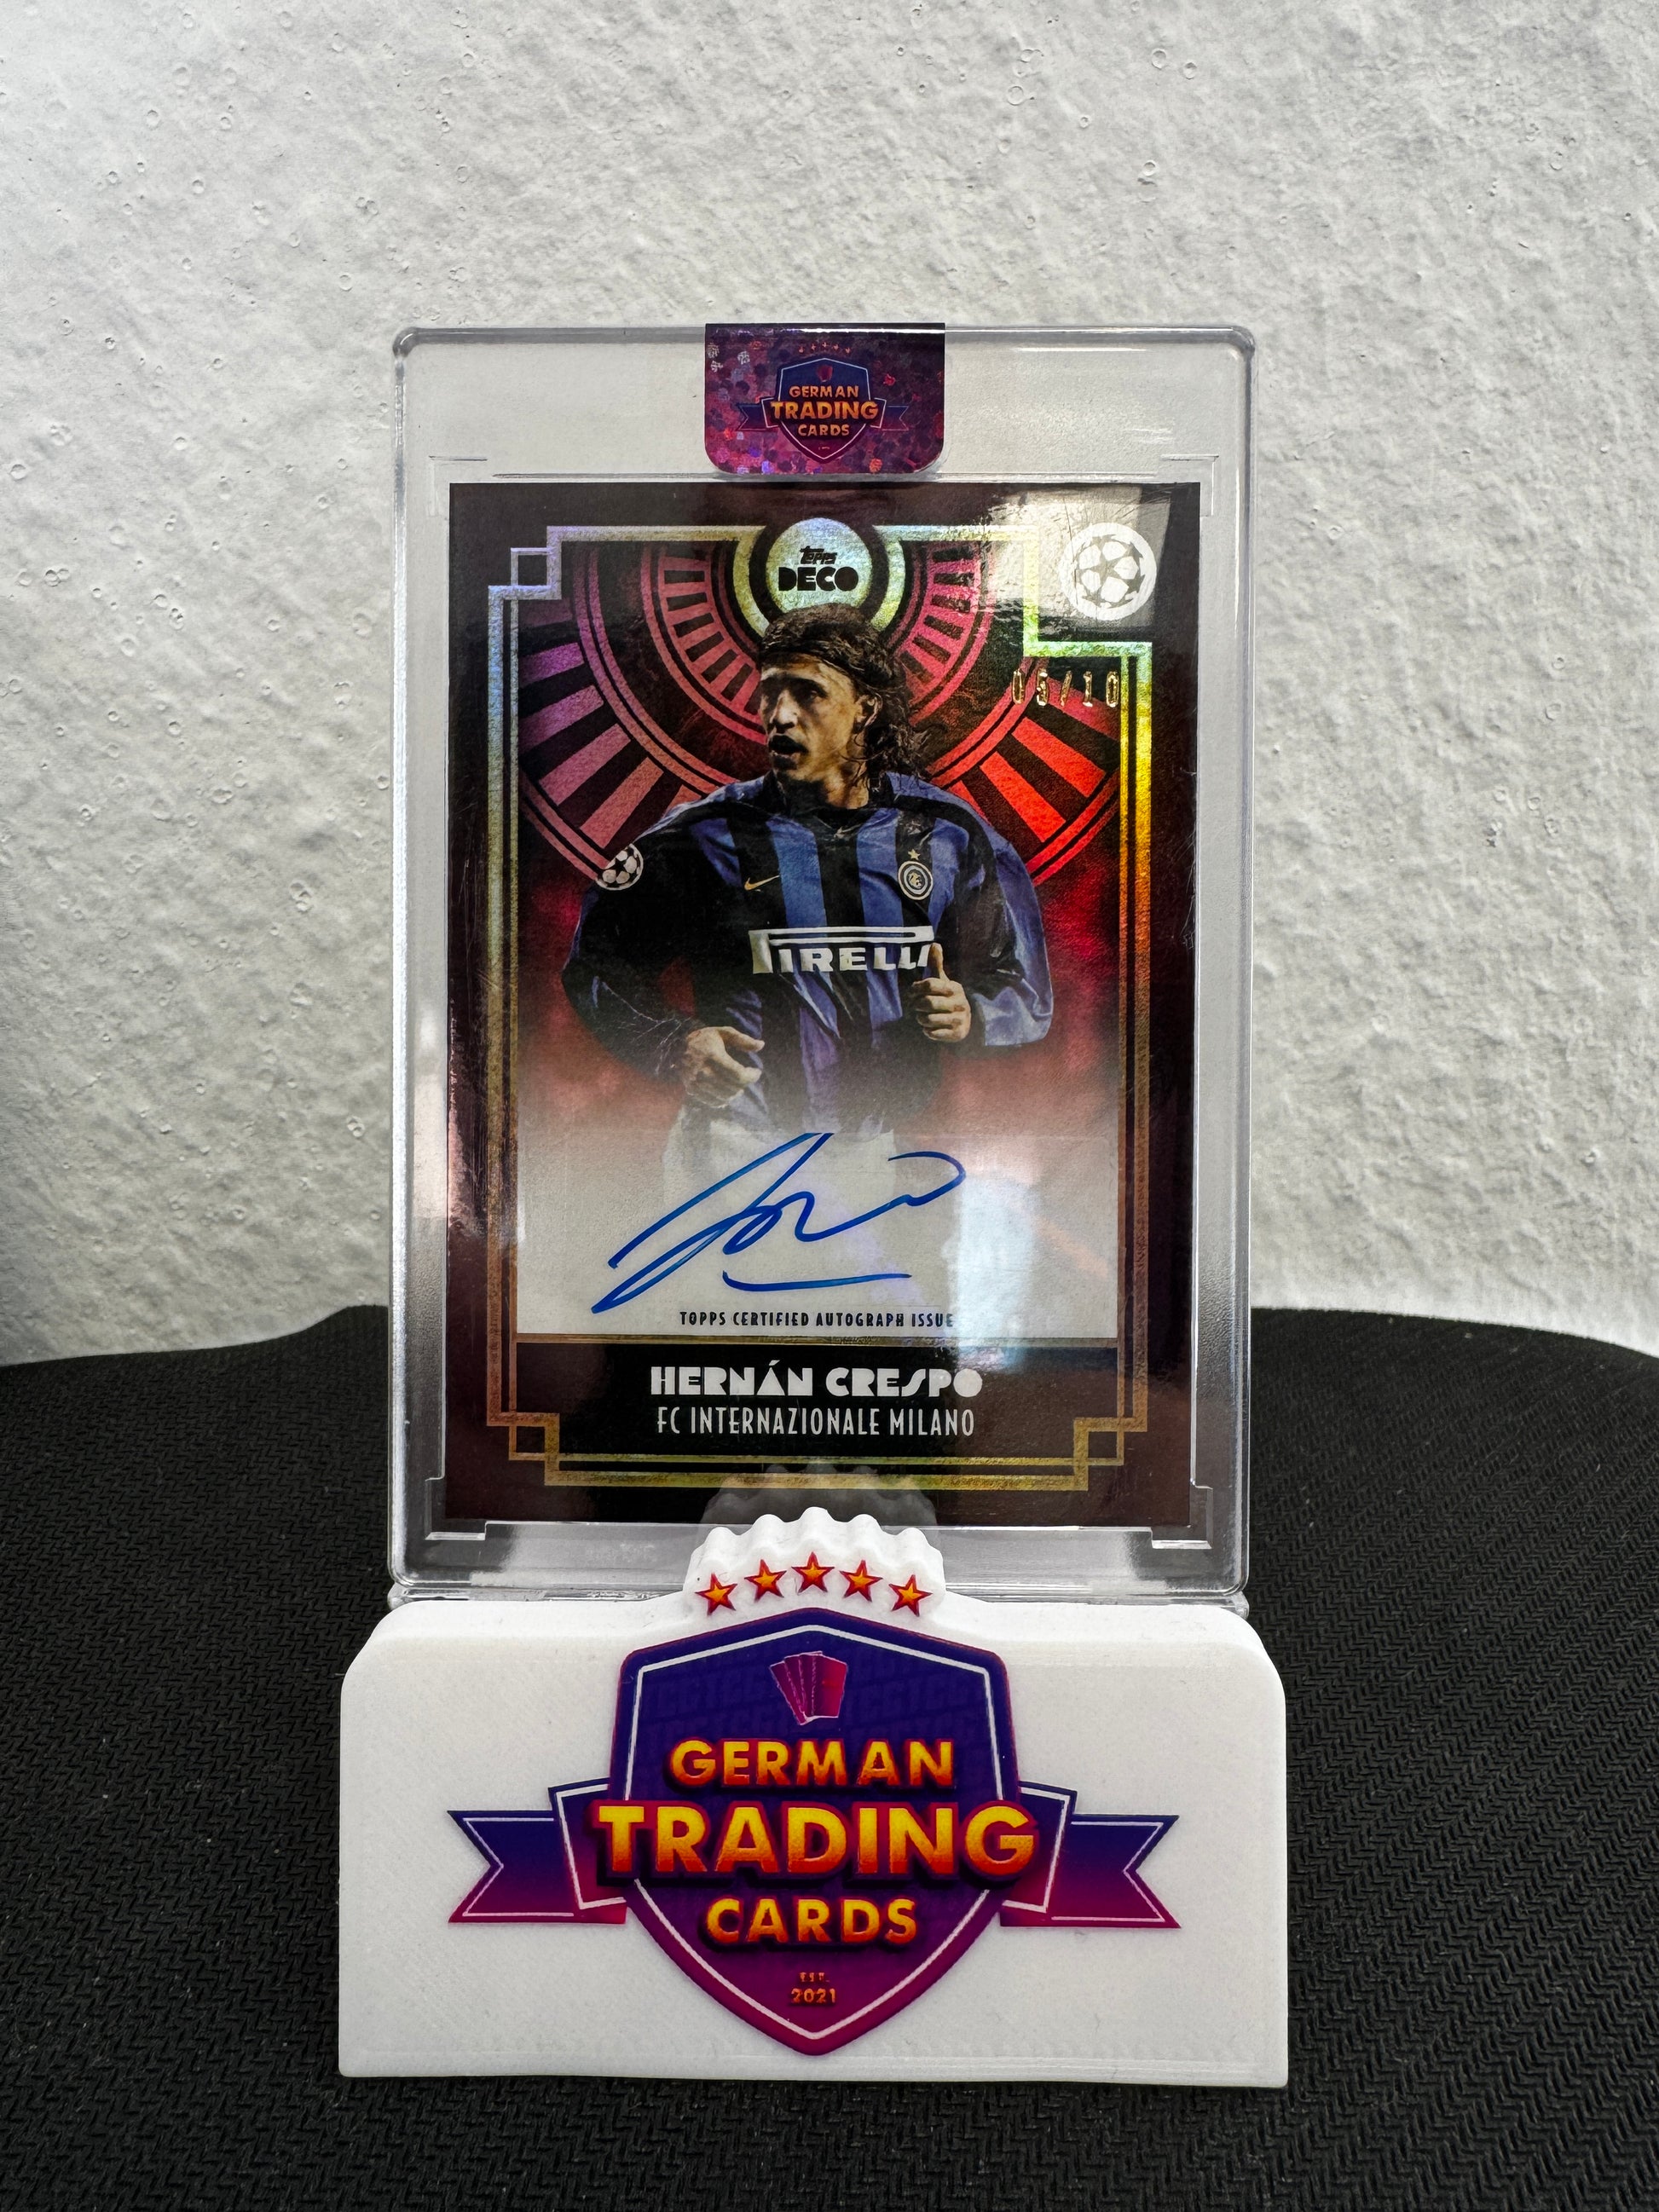 GERMAN
TRADING
CARDS
topps
DECO
05/10
PIRELLI
TOPPS CERTIFIED AUTOGRAPH ISSUE
HERNÁN CRESPO
FC INTERNAZIONALE MILANO
GERMAN
TRADING
CARDS
EST.
2021